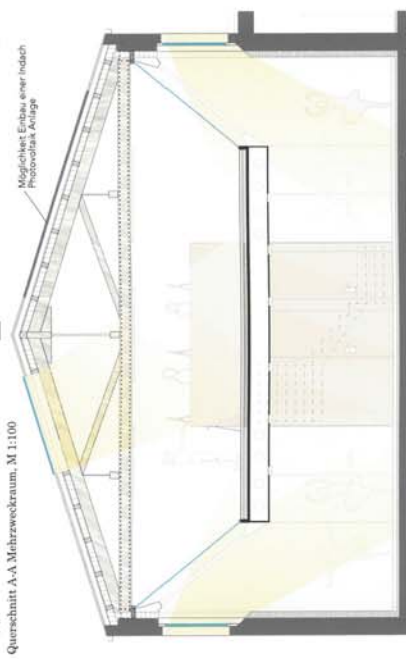 Querschnitt A-A Mehrzweckraum, M 1:100
Möglichkeit Einbau einer Indach
Photovoltaik Anlage